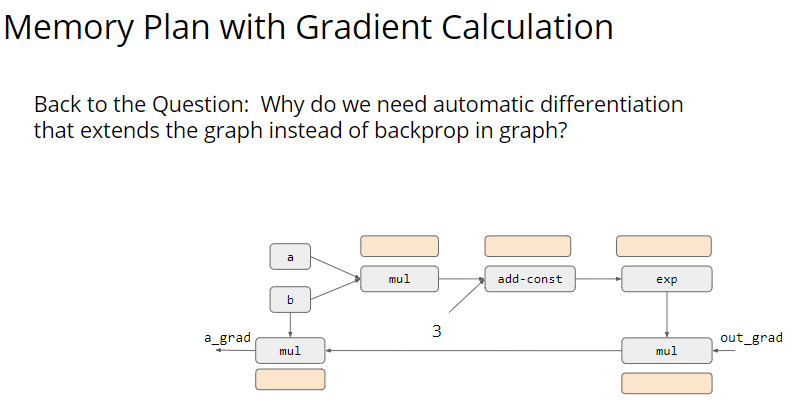 Memory Plan with Gradient Calculation
Back to the Question:  Why do we need automatic differentiation
that extends the graph instead of backprop in graph?
a
mul
add-const
exp
b
3
a_grad
out_grad
mul
mul